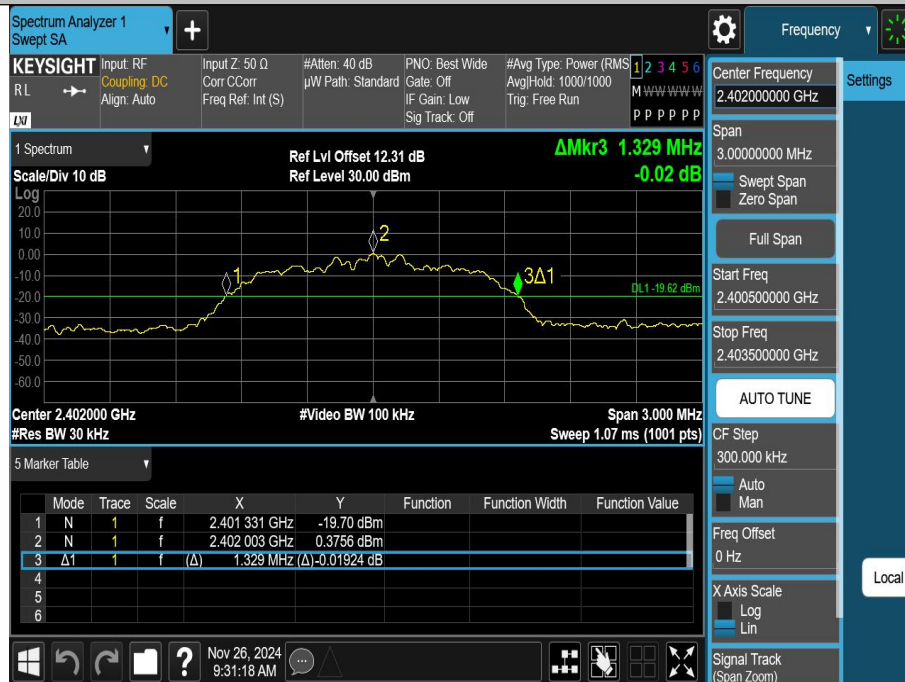 Spectrum Analyzer 1
Swept SA
+
Frequency
KEYSIGHT
RL
LXI
Input: RF
Coupling: DC
Align: Auto
Input Z: 50 Ω
Corr CCorr
Freq Ref: Int (S)
#Atten: 40 dB
µW Path: Standard
PNO: Best Wide
Gate: Off
IF Gain: Low
Sig Track: Off
#Avg Type: Power (RMS
Avg|Hold: 1000/1000
Trig: Free Run
1 2 3 4 5 6
M W W W W W
P P P P P P
1 Spectrum
Scale/Div 10 dB
Ref Lvl Offset 12.31 dB
Ref Level 30.00 dBm
ΔMkr3 1.329 MHz
-0.02 dB
Log
20.0
10.0
0.00
-10.0
-20.0
-30.0
-40.0
-50.0
-60.0
1
2
3Δ1
DL1 -19.62 dBm
Center 2.402000 GHz
#Video BW 100 kHz
Span 3.000 MHz
#Res BW 30 kHz
Sweep 1.07 ms (1001 pts)
5 Marker Table
Mode Trace Scale X Y Function Function Width Function Value
1 N 1 f 2.401 331 GHz -19.70 dBm
2 N 1 f 2.402 003 GHz 0.3756 dBm
3 Δ1 1 f (Δ) 1.329 MHz (Δ) -0.01924 dB
4
5
6
?
Nov 26, 2024
9:31:18 AM
Center Frequency
2.402000000 GHz
Span
3.00000000 MHz
Swept Span
Zero Span
Full Span
Start Freq
2.400500000 GHz
Stop Freq
2.403500000 GHz
AUTO TUNE
CF Step
300.000 kHz
Auto
Man
Freq Offset
0 Hz
X Axis Scale
Log
Lin
Signal Track
(Span Zoom)
Settings
Local